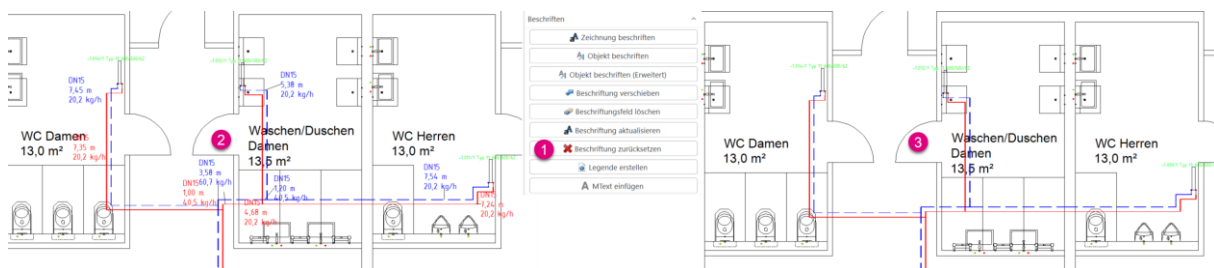 DN15
7,45 m
20,2 kg/h
WC Damen
13,0 m²
DN15
7,35 m
20,2 kg/h
DN15
5,38 m
20,2 kg/h
2
Waschen/Duschen
Damen
13,5 m²
DN15
3,58 m
60,7 kg/h
DN15
1,00 m
40,5 kg/h
DN15
1,20 m
40,5 kg/h
DN15
4,68 m
20,2 kg/h
WC Herren
13,0 m²
DN15
7,54 m
20,2 kg/h
DN15
7,24 m
20,2 kg/h
Beschriften
Zeichnung beschriften
Objekt beschriften
Objekt beschriften (Erweitert)
Beschriftung verschieben
Beschriftungsfeld löschen
Beschriftung aktualisieren
1
Beschriftung zurücksetzen
Legende erstellen
MText einfügen
WC Damen
13,0 m²
3
Waschen/Duschen
Damen
13,5 m²
WC Herren
13,0 m²